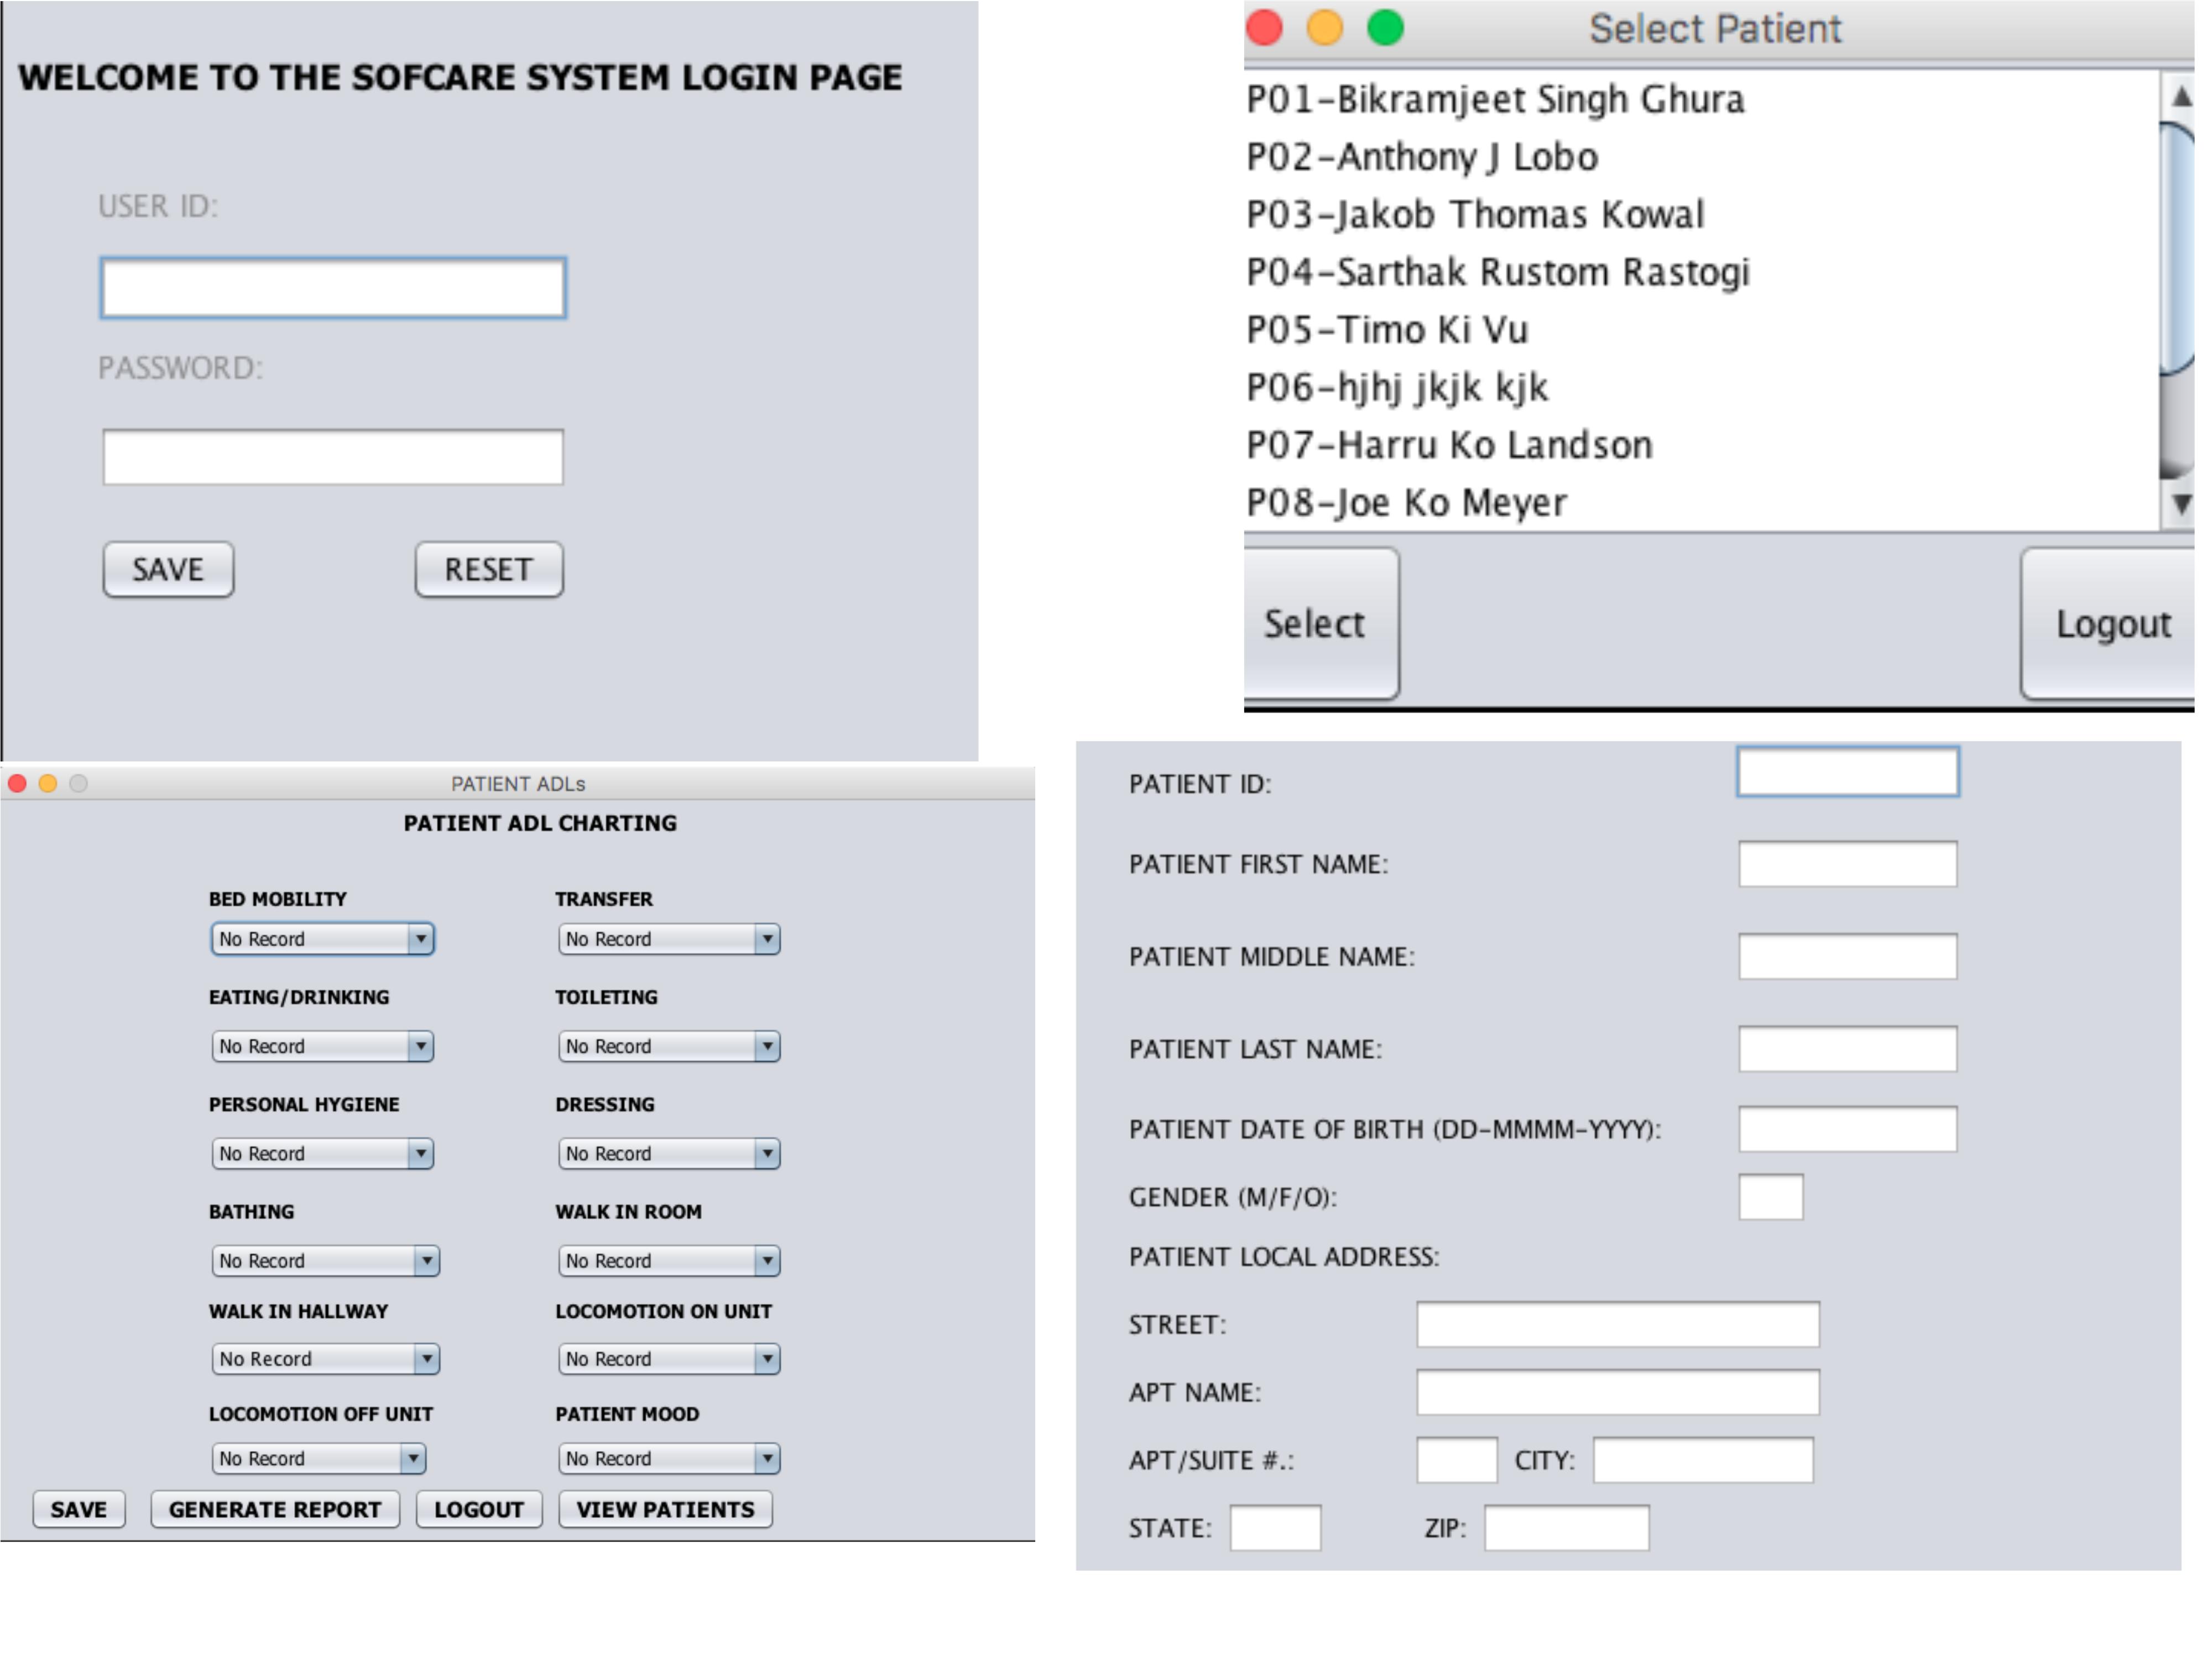 WELCOME TO THE SOFCARE SYSTEM LOGIN PAGE
USER ID:
PASSWORD:
SAVE RESET
Select Patient
P01-Bikramjeet Singh Ghura
P02-Anthony J Lobo
P03-Jakob Thomas Kowal
P04-Sarthak Rustom Rastogi
P05-Timo Ki Vu
P06-hjhj jkjk kjk
P07-Harru Ko Landson
P08-Joe Ko Meyer
Select Logout
PATIENT ADLs
PATIENT ADL CHARTING
BED MOBILITY TRANSFER
No Record No Record
EATING/DRINKING TOILETING
No Record No Record
PERSONAL HYGIENE DRESSING
No Record No Record
BATHING WALK IN ROOM
No Record No Record
WALK IN HALLWAY LOCOMOTION ON UNIT
No Record No Record
LOCOMOTION OFF UNIT PATIENT MOOD
No Record No Record
SAVE GENERATE REPORT LOGOUT VIEW PATIENTS
PATIENT ID:
PATIENT FIRST NAME:
PATIENT MIDDLE NAME:
PATIENT LAST NAME:
PATIENT DATE OF BIRTH (DD-MMMM-YYYY):
GENDER (M/F/O):
PATIENT LOCAL ADDRESS:
STREET:
APT NAME:
APT/SUITE #.: CITY:
STATE: ZIP: